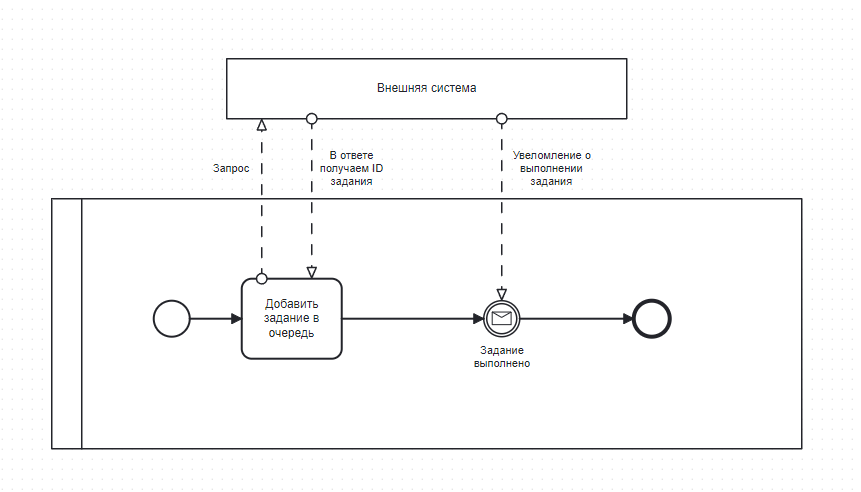 Внешняя система
Запрос
В ответе
получаем ID
задания
Увеломление о
выполнении
задания
Добавить
задание в
очередь
Задание
выполнено